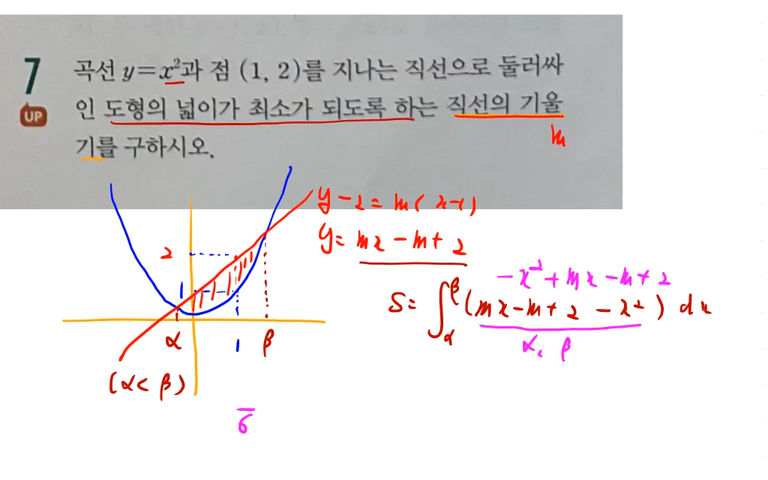 7 곡선 y=x²과 점 (1, 2)를 지나는 직선으로 둘러싸
UP 인 도형의 넓이가 최소가 되도록 하는 직선의 기울
m
기를 구하시오.
y-2=m(x-1)
y=mx-m+2
-x²+mx-m+2
S=∫αβ(mx-m+2-x²) dx
α, β
2
1
α 1 β
(α<β)
6